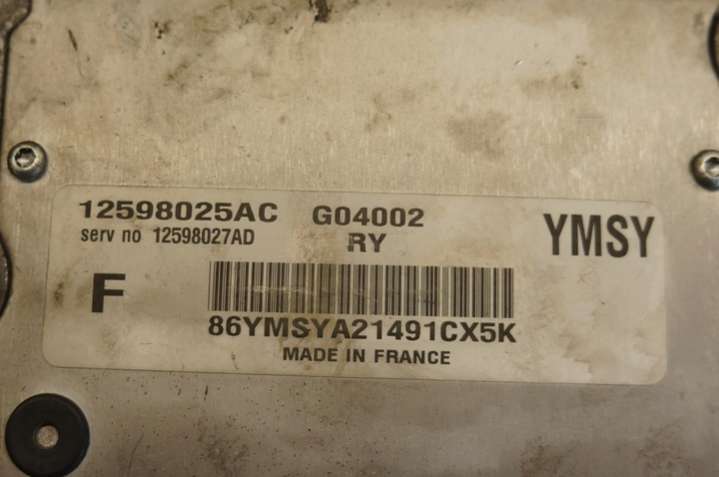 12598025AC G04002 YMSY
serv no 12598027AD RY
F
86YMSYA21491CX5K
MADE IN FRANCE